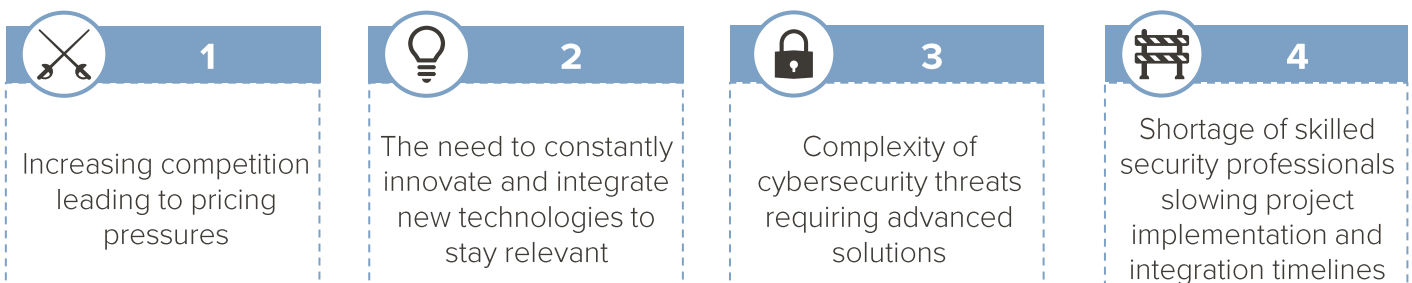 1
Increasing competition
leading to pricing
pressures
2
The need to constantly
innovate and integrate
new technologies to
stay relevant
3
Complexity of
cybersecurity threats
requiring advanced
solutions
4
Shortage of skilled
security professionals
slowing project
implementation and
integration timelines